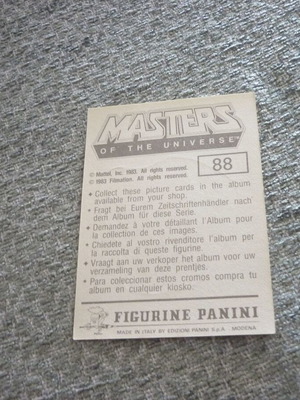 MASTERS
OF THE UNIVERSE
88
© Mattel, Inc. 1983. All rights reserved.
© 1983 Filmation. All rights reserved.
• Collect these picture cards in the album
available from your shop.
• Fragt bei Eurem Zeitschriftenhändler nach
dem Album für diese Serie.
• Demandez à votre détaillant l'Album pour
la collection de ces images.
• Chiedete al vostro rivenditore l'album per
la raccolta di queste figurine.
• Vraagt aan uw verkoper het album voor uw
verzameling van deze prentjes.
• Para coleccionar estos cromos compra tu
album en cualquier kiosko.
FIGURINE PANINI
MADE IN ITALY BY EDIZIONI PANINI S.p.A. - MODENA